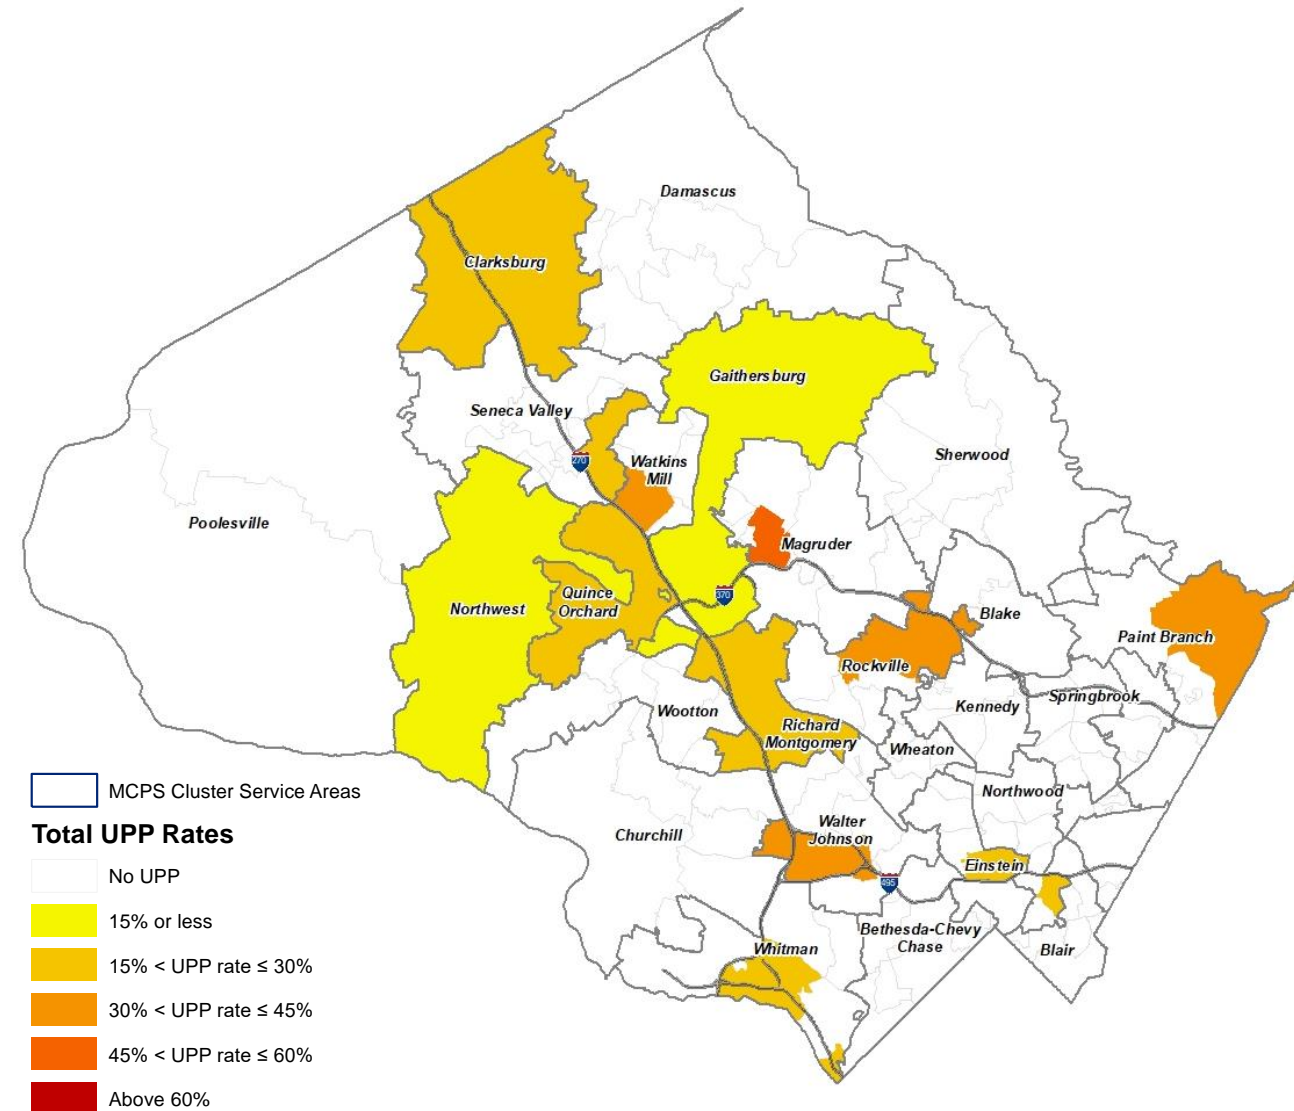 Damascus
Clarksburg
Gaithersburg
Seneca Valley
270
Watkins
Mill
Sherwood
Poolesville
Magruder
370
Northwest
Quince
Orchard
Blake
Paint Branch
Rockville
Springbrook
Kennedy
Wootton
Richard
Montgomery
Wheaton
Northwood
Churchill
Walter
Johnson
Einstein
495
Bethesda-Chevy
Chase
Whitman
Blair
MCPS Cluster Service Areas
Total UPP Rates
No UPP
15% or less
15% < UPP rate ≤ 30%
30% < UPP rate ≤ 45%
45% < UPP rate ≤ 60%
Above 60%